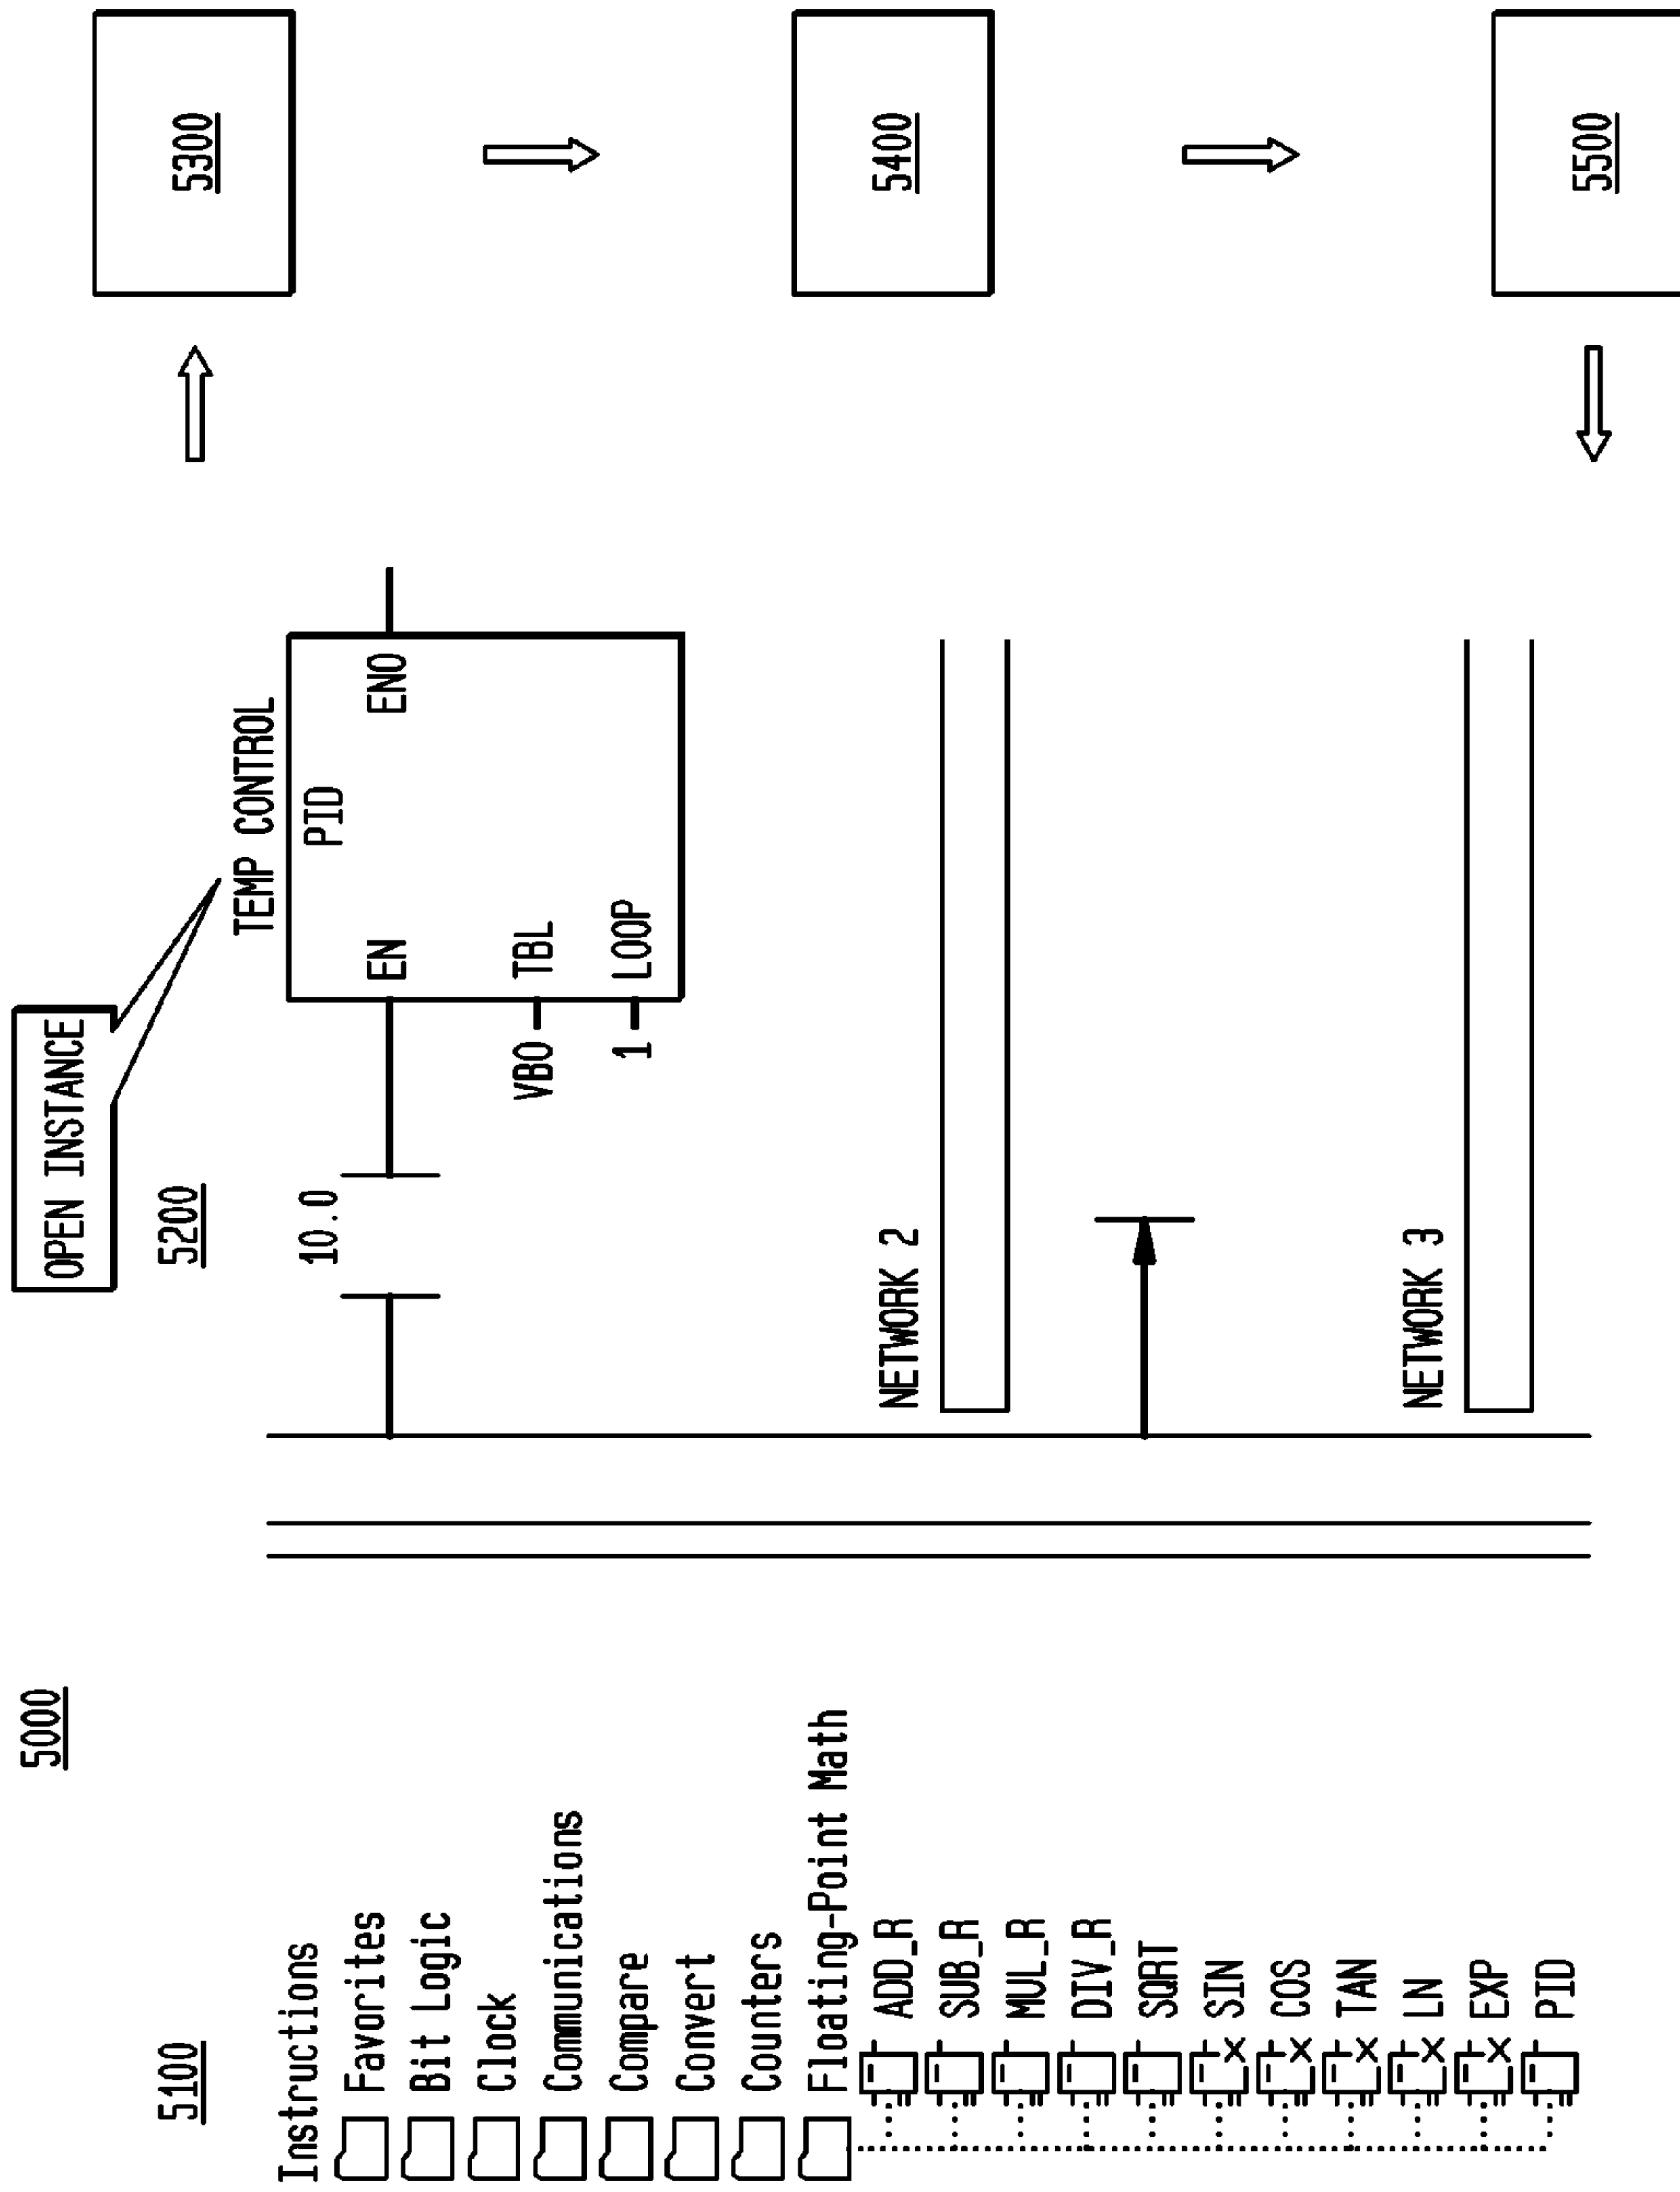 5000
5100
Instructions
Favorites
Bit Logic
Clock
Communications
Compare
Convert
Counters
Floating-Point Math
ADD_R
SUB_R
MUL_R
DIV_R
SQRT
SIN
COS
TAN
LN
EXP
PID
OPEN INSTANCE
5200
TEMP CONTROL
10.0
PID
EN
ENO
VB0
TBL
1
LOOP
NETWORK 2
NETWORK 3
5300
5400
5500